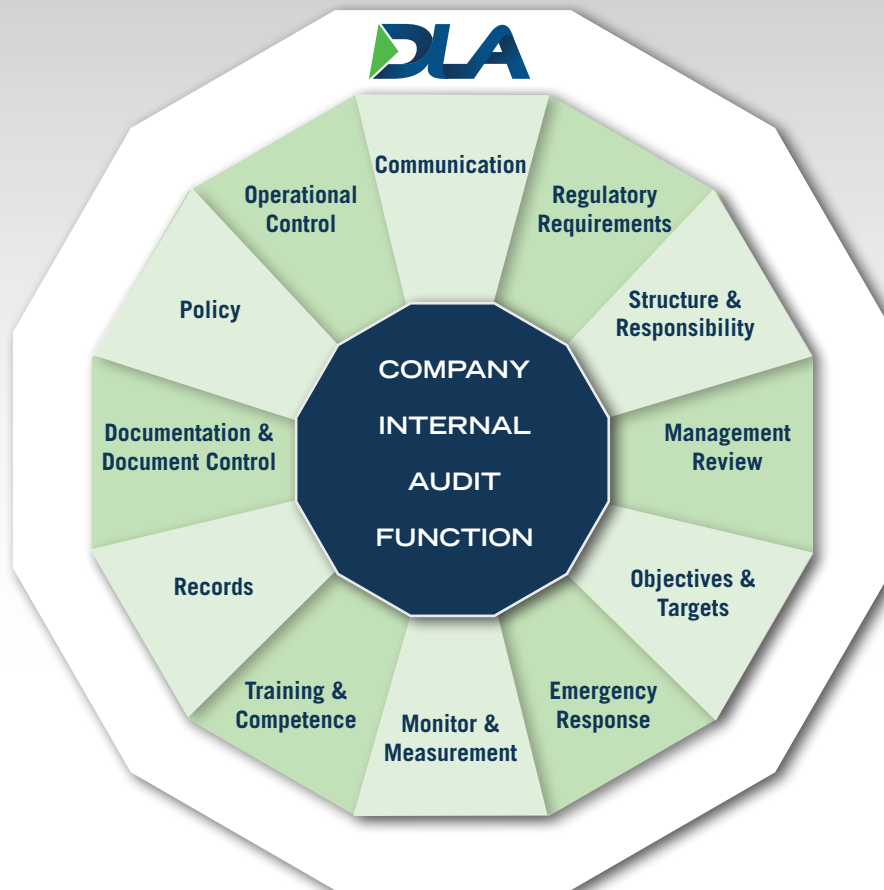 DLA
Communication
Regulatory
Requirements
Structure &
Responsibility
Management
Review
Objectives &
Targets
Emergency
Response
Monitor &
Measurement
Training &
Competence
Records
Documentation &
Document Control
Policy
Operational
Control
COMPANY
INTERNAL
AUDIT
FUNCTION